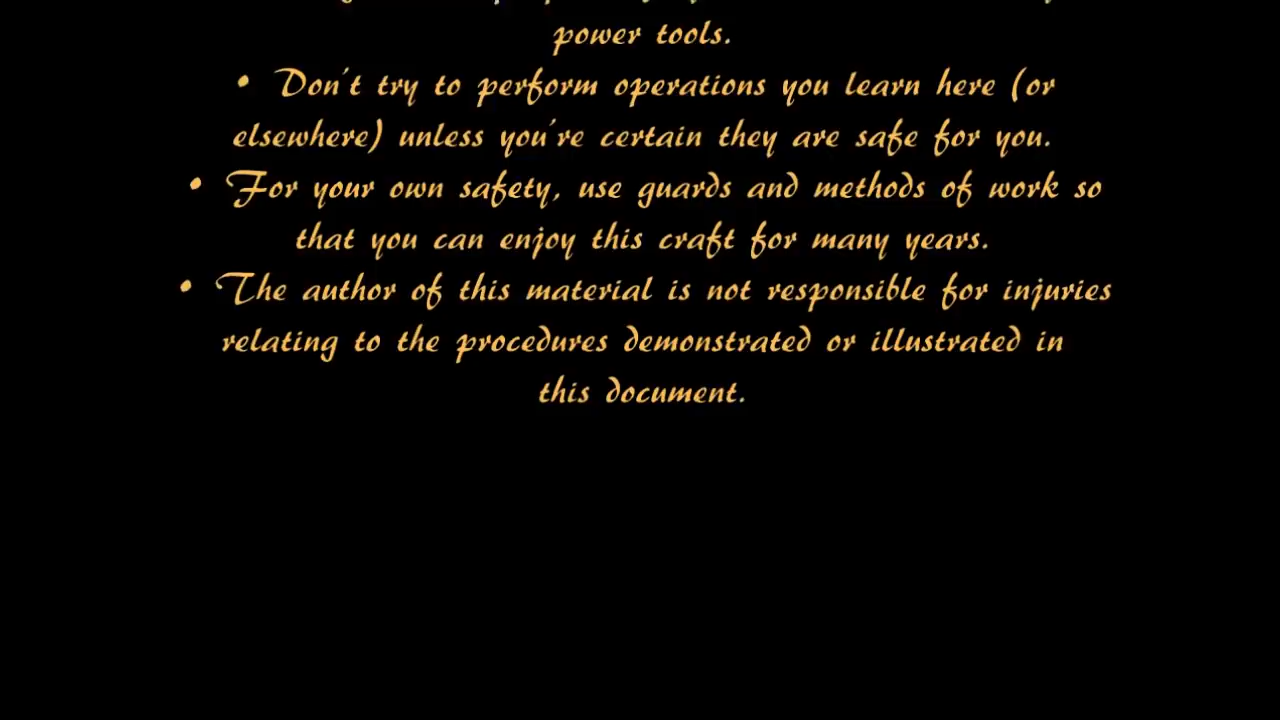 power tools.
• Don't try to perform operations you learn here (or
elsewhere) unless you're certain they are safe for you.
• For your own safety, use guards and methods of work so
that you can enjoy this craft for many years.
• The author of this material is not responsible for injuries
relating to the procedures demonstrated or illustrated in
this document.